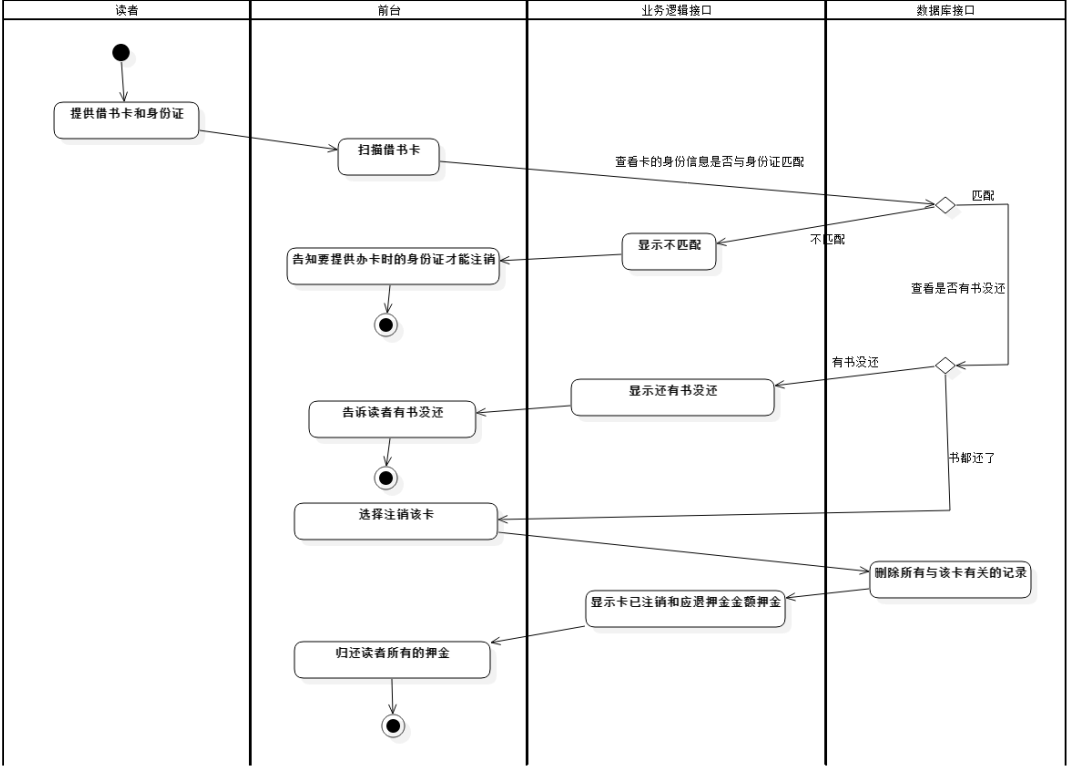 读者
前台
业务逻辑接口
数据库接口
提供借书卡和身份证
扫描借书卡
查看卡的身份信息是否与身份证匹配
匹配
不匹配
显示不匹配
告知要提供办卡时的身份证才能注销
查看是否有书没还
有书没还
显示还有书没还
告诉读者有书没还
书都还了
选择注销该卡
删除所有与该卡有关的记录
显示卡已注销和应退押金金额押金
归还读者所有的押金